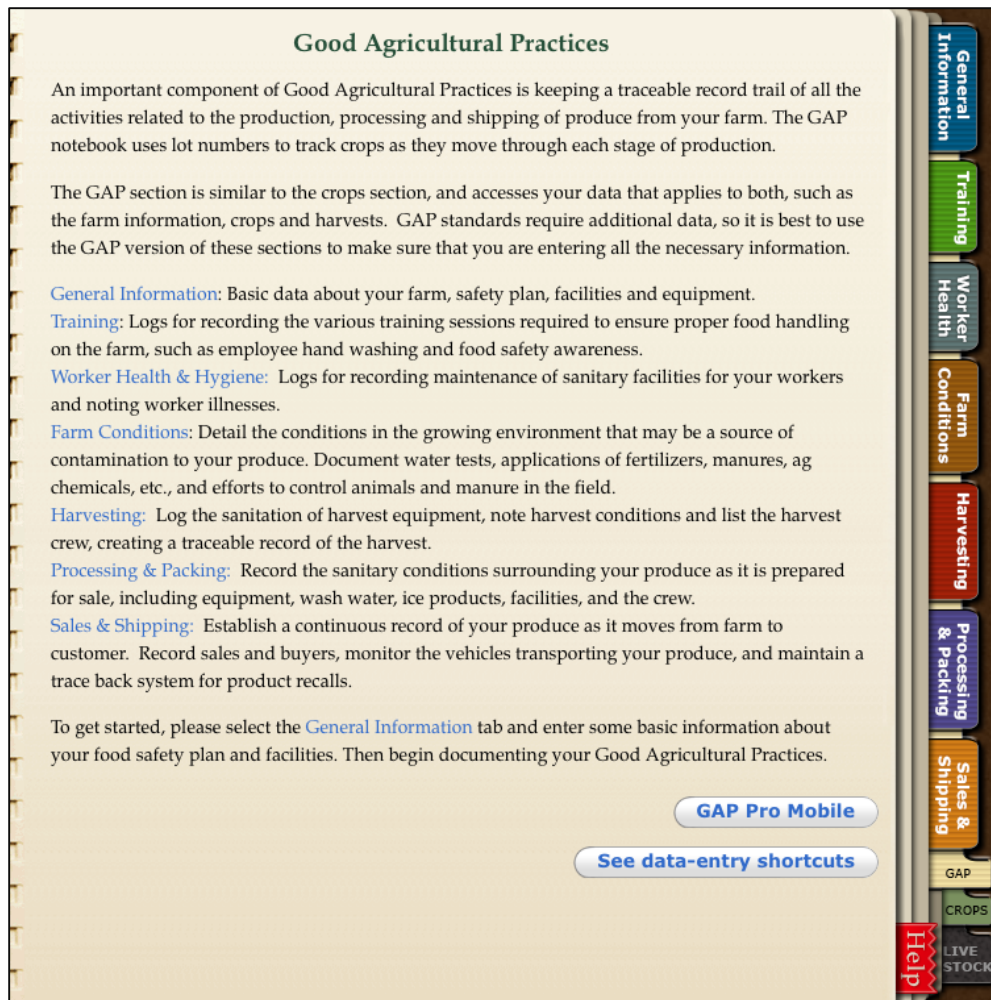 Good Agricultural Practices
An important component of Good Agricultural Practices is keeping a traceable record trail of all the
activities related to the production, processing and shipping of produce from your farm. The GAP
notebook uses lot numbers to track crops as they move through each stage of production.
The GAP section is similar to the crops section, and accesses your data that applies to both, such as
the farm information, crops and harvests.  GAP standards require additional data, so it is best to use
the GAP version of these sections to make sure that you are entering all the necessary information.
General Information: Basic data about your farm, safety plan, facilities and equipment.
Training: Logs for recording the various training sessions required to ensure proper food handling
on the farm, such as employee hand washing and food safety awareness.
Worker Health & Hygiene:  Logs for recording maintenance of sanitary facilities for your workers
and noting worker illnesses.
Farm Conditions: Detail the conditions in the growing environment that may be a source of
contamination to your produce. Document water tests, applications of fertilizers, manures, ag
chemicals, etc., and efforts to control animals and manure in the field.
Harvesting:  Log the sanitation of harvest equipment, note harvest conditions and list the harvest
crew, creating a traceable record of the harvest.
Processing & Packing:  Record the sanitary conditions surrounding your produce as it is prepared
for sale, including equipment, wash water, ice products, facilities, and the crew.
Sales & Shipping:  Establish a continuous record of your produce as it moves from farm to
customer.  Record sales and buyers, monitor the vehicles transporting your produce, and maintain a
trace back system for product recalls.
To get started, please select the General Information tab and enter some basic information about
your food safety plan and facilities. Then begin documenting your Good Agricultural Practices.
GAP Pro Mobile
See data-entry shortcuts
General
Information
Training
Worker
Health
Farm
Conditions
Harvesting
Processing
& Packing
Sales &
Shipping
GAP
CROPS
LIVE
STOCK
Help